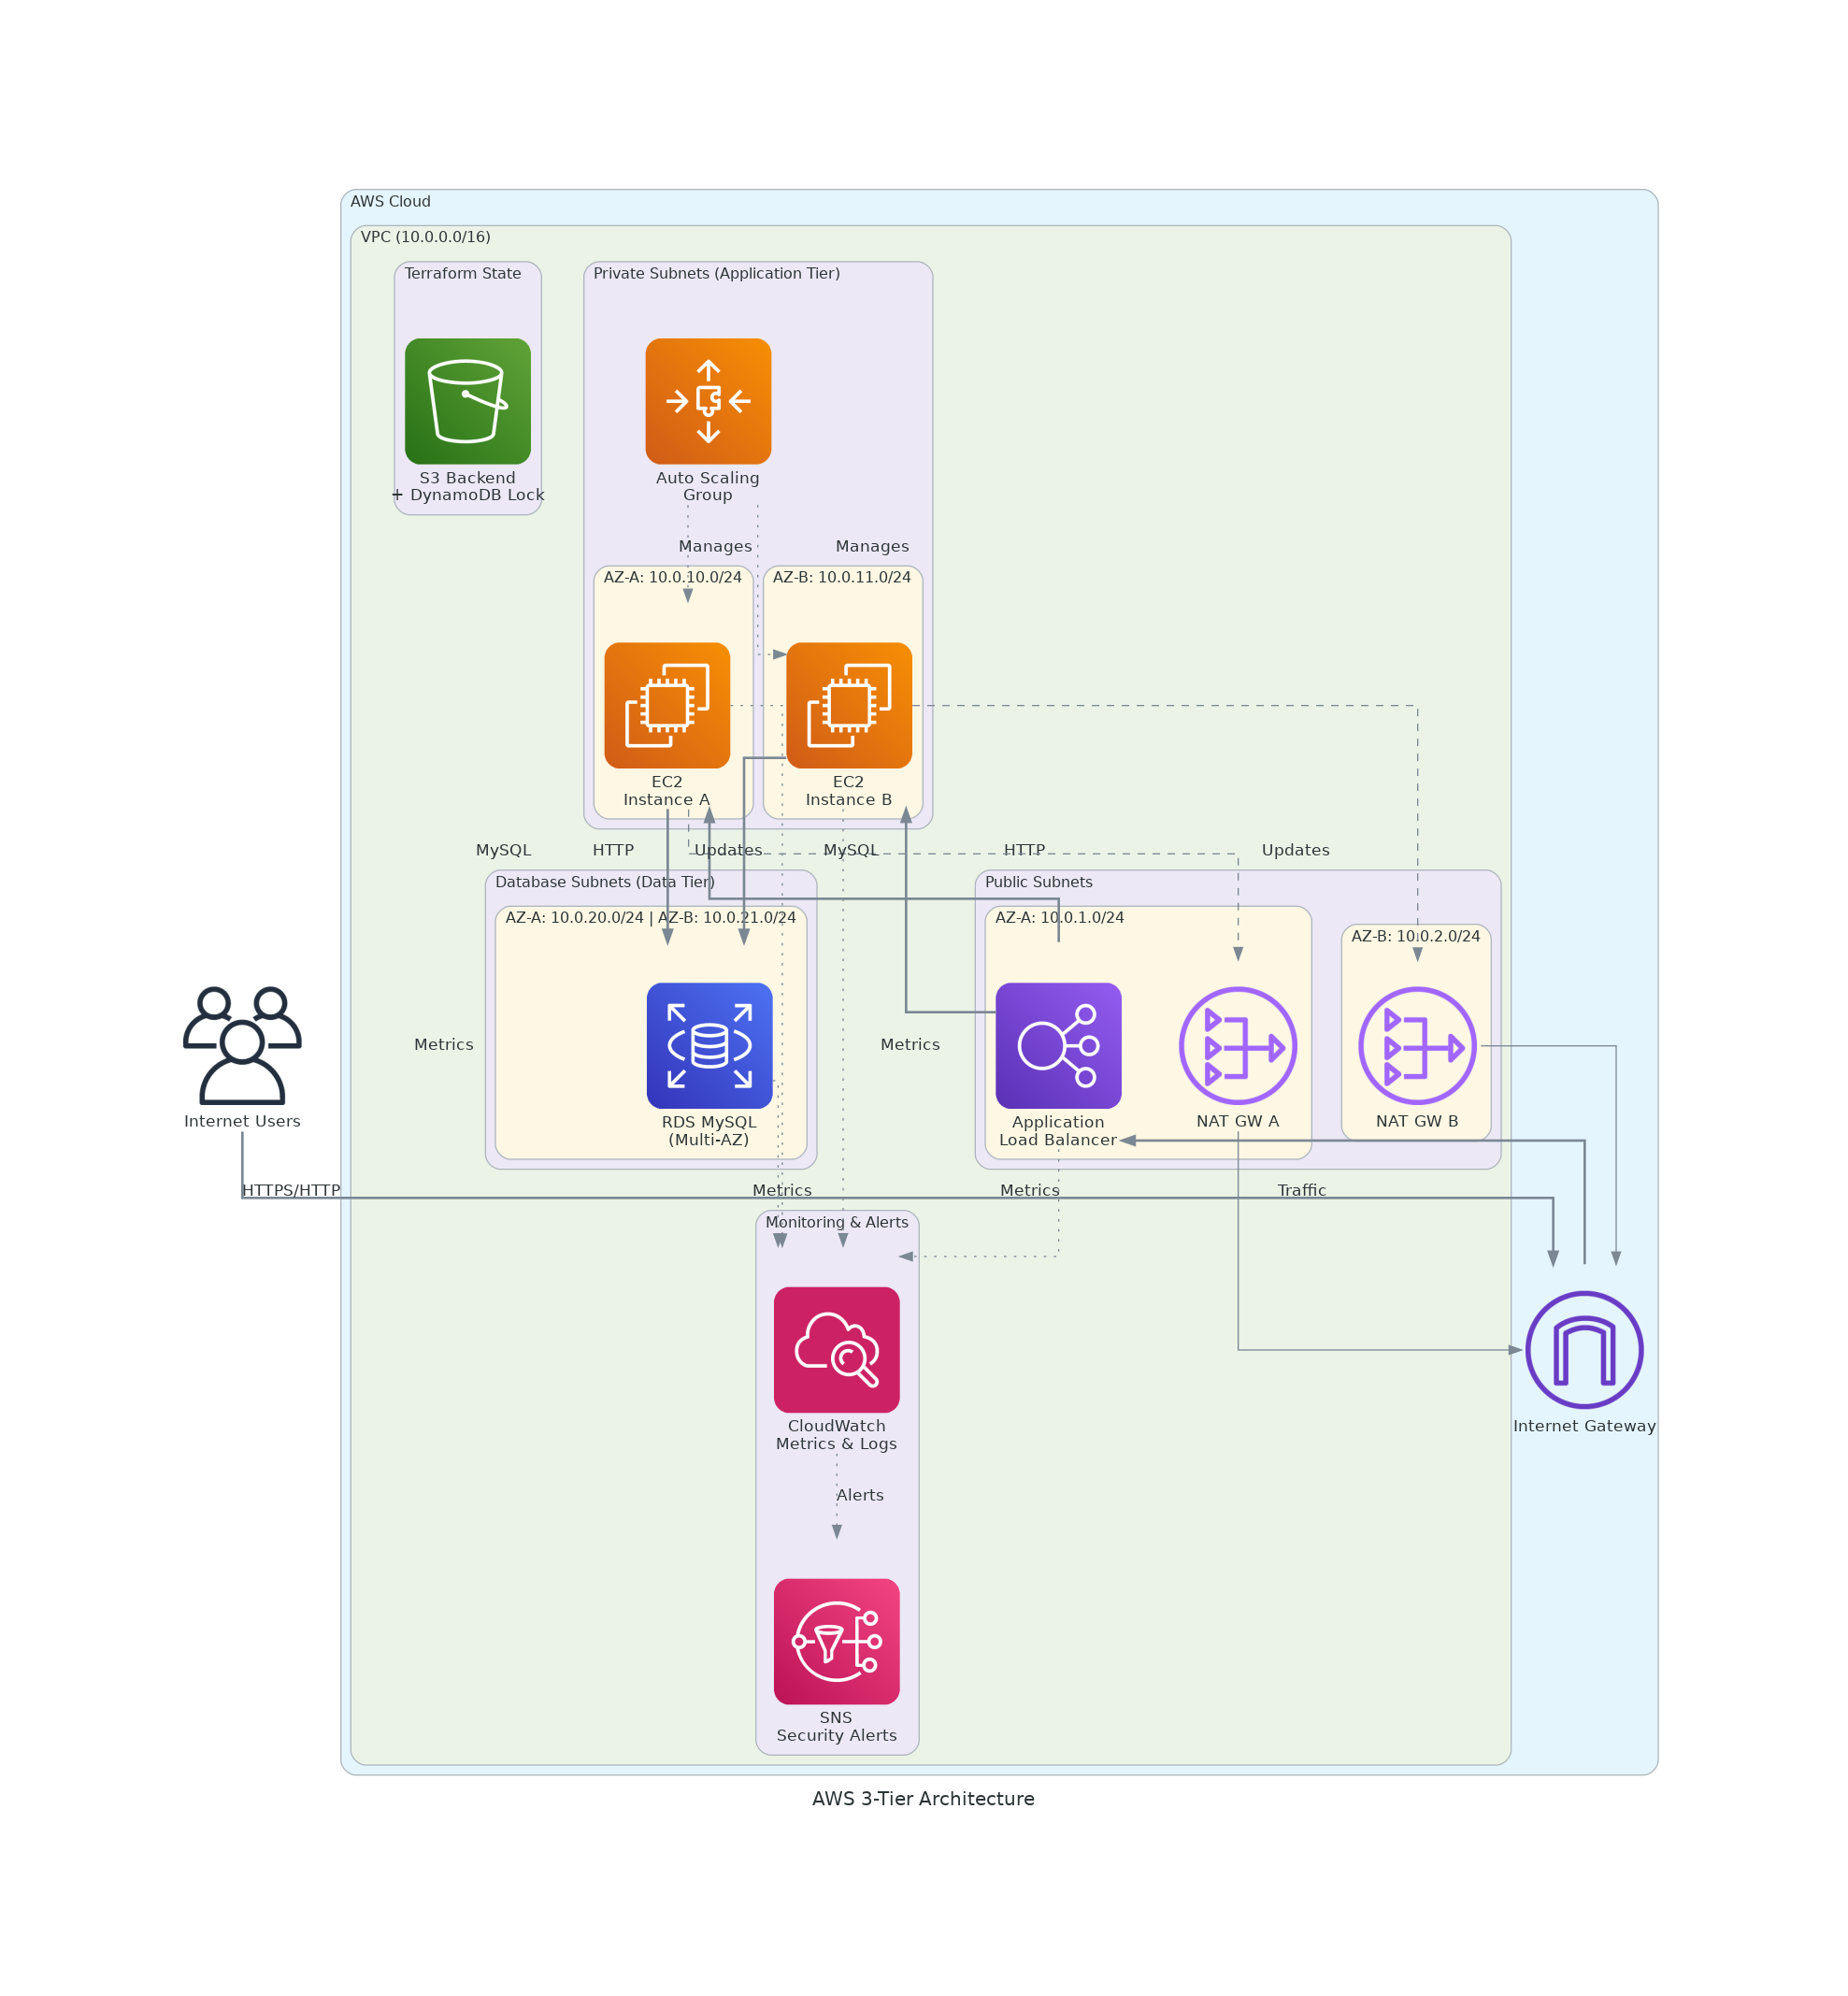 AWS Cloud
VPC (10.0.0.0/16)
Terraform State
Private Subnets (Application Tier)
S3 Backend
+ DynamoDB Lock
Auto Scaling
Group
Manages
Manages
AZ-A: 10.0.10.0/24
AZ-B: 10.0.11.0/24
EC2
Instance A
EC2
Instance B
MySQL
HTTP
Updates
MySQL
HTTP
Updates
Database Subnets (Data Tier)
Public Subnets
AZ-A: 10.0.20.0/24 | AZ-B: 10.0.21.0/24
AZ-A: 10.0.1.0/24
AZ-B: 10.0.2.0/24
Metrics
Metrics
Internet Users
RDS MySQL
(Multi-AZ)
Application
Load Balancer
NAT GW A
NAT GW B
HTTPS/HTTP
Metrics
Metrics
Traffic
Monitoring & Alerts
CloudWatch
Metrics & Logs
Internet Gateway
Alerts
SNS
Security Alerts
AWS 3-Tier Architecture